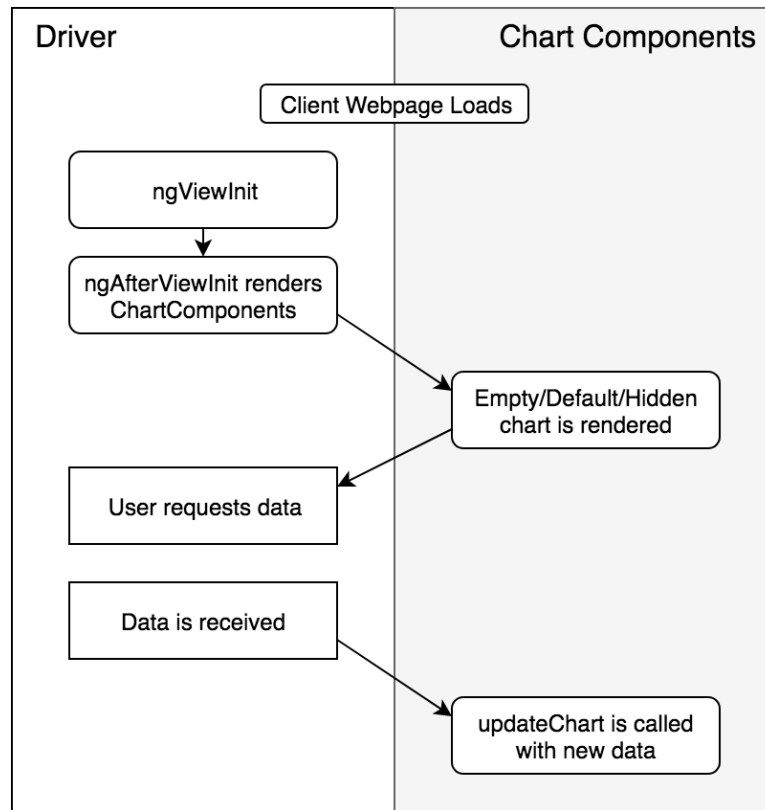 Driver
Chart Components
Client Webpage Loads
ngViewInit
ngAfterViewInit renders
ChartComponents
Empty/Default/Hidden
chart is rendered
User requests data
Data is received
updateChart is called
with new data